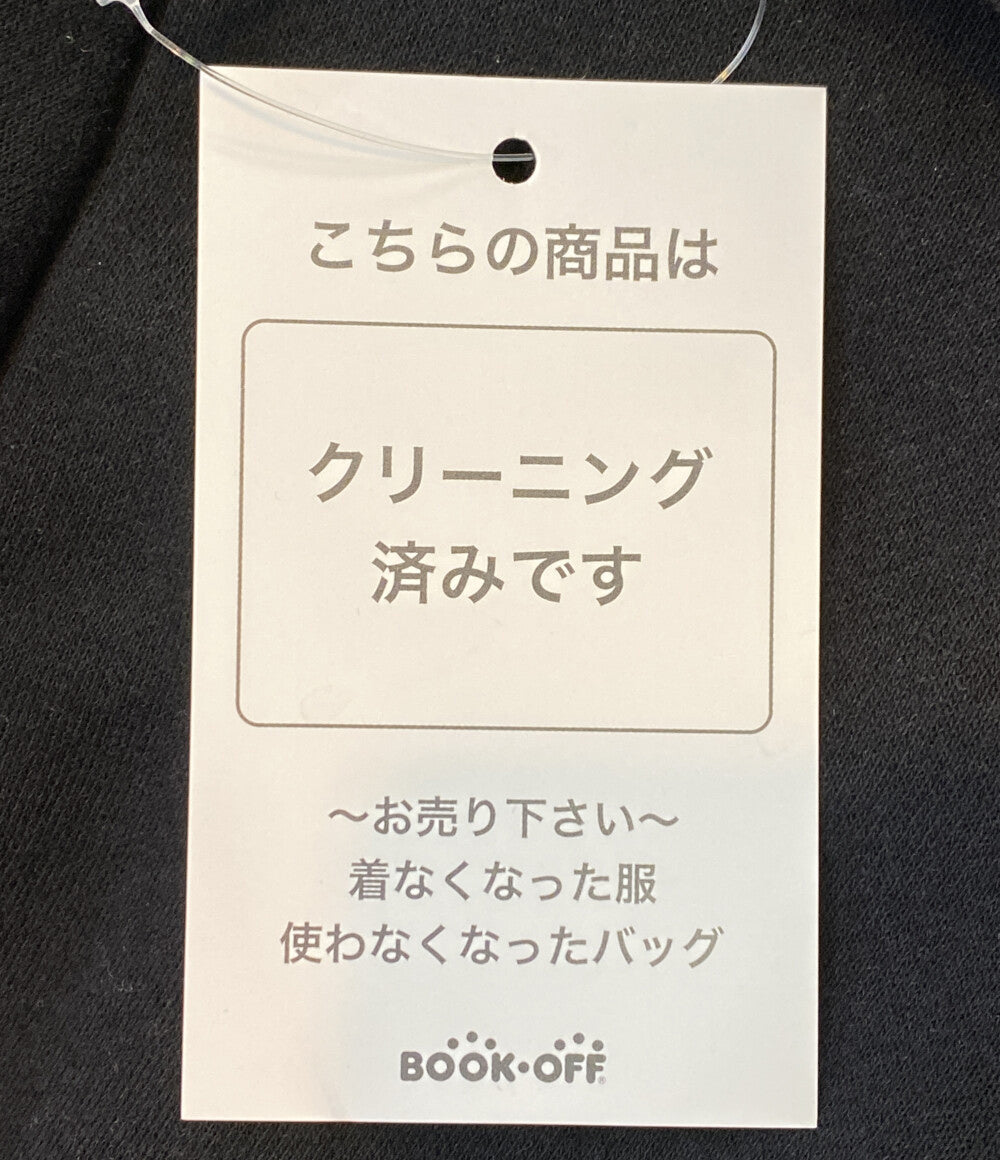 こちらの商品は
クリーニング
済みです
〜お売り下さい〜
着なくなった服
使わなくなったバッグ
BOOK・OFF®